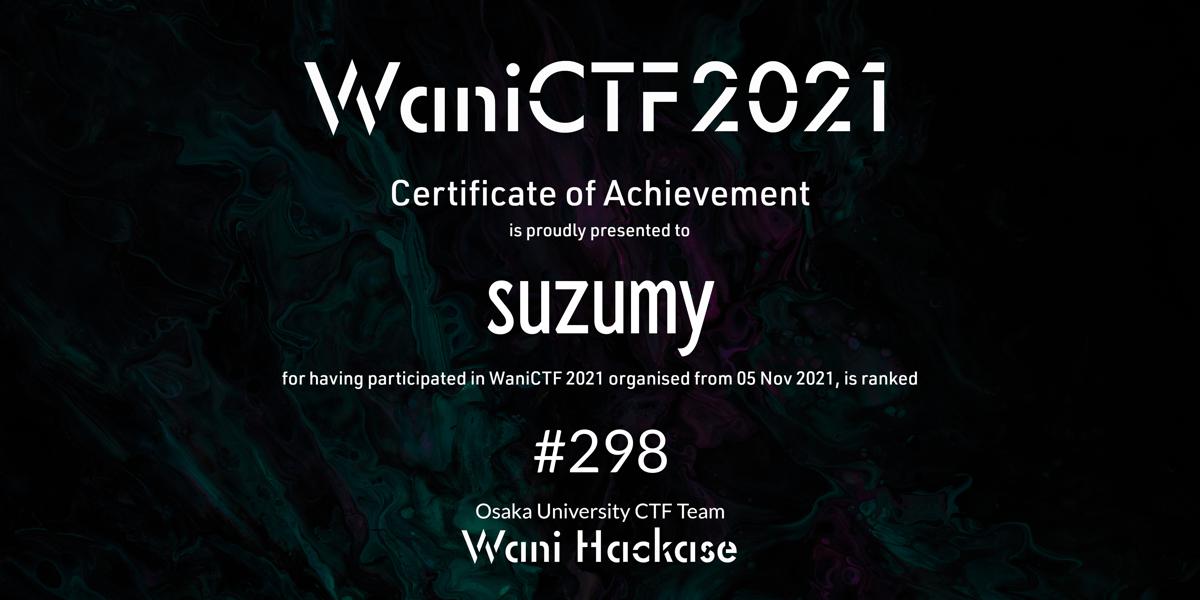 WaniCTF2021
Certificate of Achievement
is proudly presented to
suzumy
for having participated in WaniCTF 2021 organised from 05 Nov 2021, is ranked
#298
Osaka University CTF Team
Wani Hackase